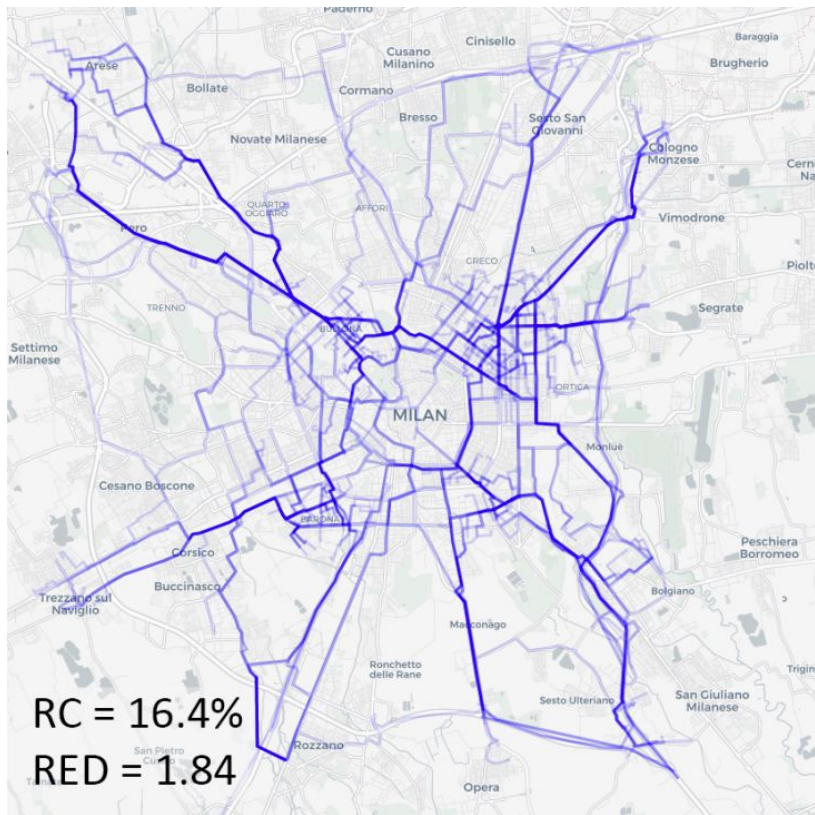 Paderno
Cusano
Milanino
Cinisello
Baraggia
Brugherio
Arese
Bollate
Cormano
Bresso
Sesto San
Giovanni
Novate Milanese
Cologno
Monzese
QUARTO
OGGIARO
AFFORI
Vimodrone
Pero
GRECO
TRENNO
Segrate
Settimo
Milanese
ORTICA
MILAN
Monluè
Cesano Boscone
BARONA
Corsico
Peschiera
Borromeo
Buccinasco
Trezzano sul
Naviglio
Bolgiano
Macconago
Ronchetto
delle Rane
RC = 16.4%
Sesto Ulteriano
San Giuliano
Milanese
Rozzano
RED = 1.84
Opera